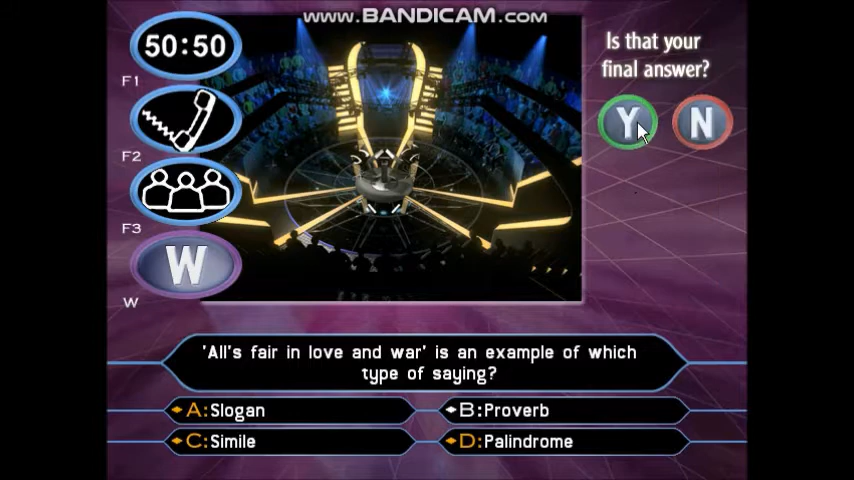 www.BANDICAM.com
50:50
F1
F2
F3
W
W
Is that your
final answer?
Y
N
'All's fair in love and war' is an example of which
type of saying?
A:Slogan
B:Proverb
C:Simile
D:Palindrome